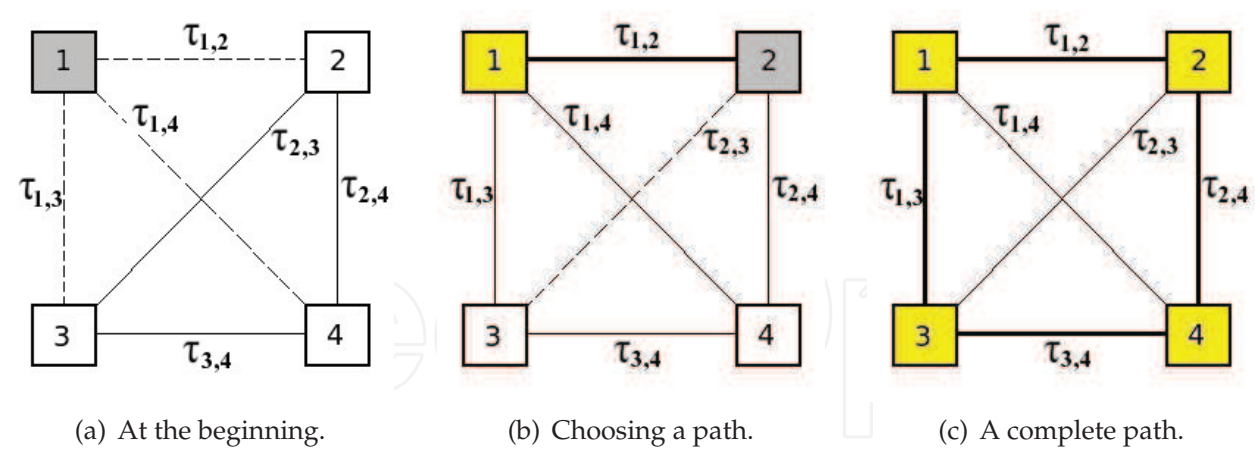 1 τ1,2 2
τ1,4
τ2,3
τ1,3 τ2,4
3 τ3,4 4
(a) At the beginning.
1 τ1,2 2
τ1,4
τ2,3
τ1,3 τ2,4
3 τ3,4 4
(b) Choosing a path.
1 τ1,2 2
τ1,4
τ2,3
τ1,3 τ2,4
3 τ3,4 4
(c) A complete path.